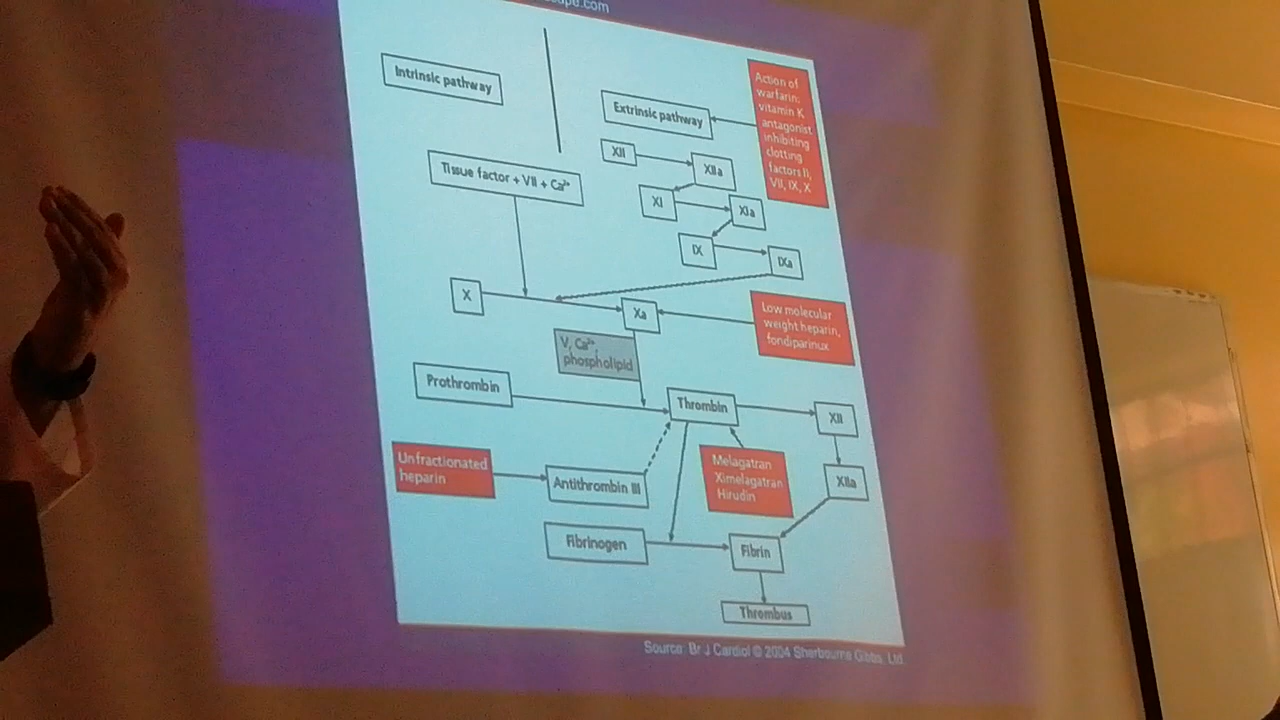 Intrinsic pathway
Extrinsic pathway
Action of
warfarin;
vitamin K
antagonist
inhibiting
clotting
factors II,
VII, IX, X
XII
XIIa
Tissue factor + VII + Ca²⁺
XI
XIa
IX
IXa
X
Xa
Low molecular
weight heparin,
fondiparinux
V, Ca²⁺,
phospholipid
Prothrombin
Thrombin
XII
Unfractionated
heparin
Antithrombin III
Melagatran
Ximelagatran
Hirudin
XIIa
Fibrinogen
Fibrin
Thrombus
Source: Br J Cardiol © 2004 Sherbourne Gibbs, Ltd.